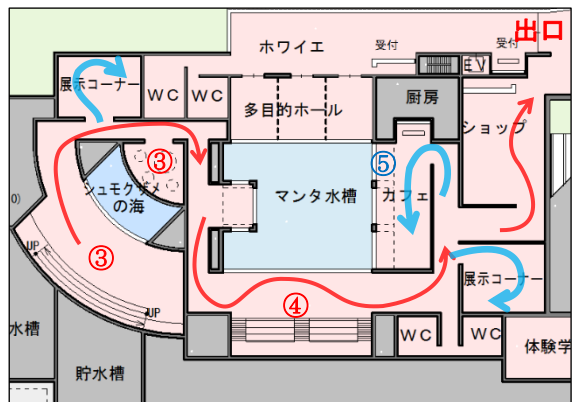 出口
ホワイエ
受付
受付
EV
展示コーナー
WC
WC
多目的ホール
厨房
ショップ
③
⑤
シュモクザメ
の海
マンタ水槽
カフェ
0)
UP
③
UP
④
展示コーナー
水槽
貯水槽
WC
WC
体験学